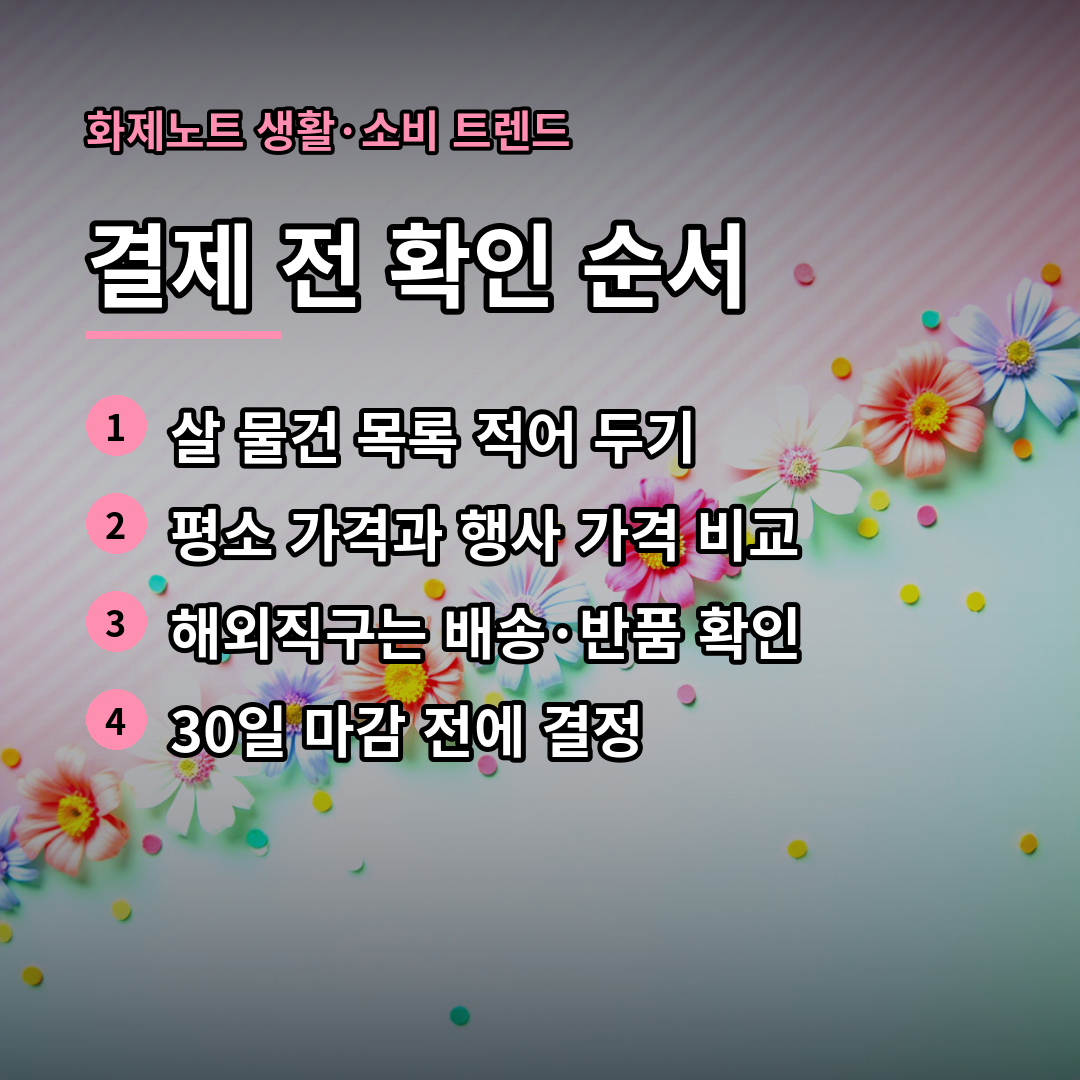 화제노트 생활·소비 트렌드
결제 전 확인 순서
1 살 물건 목록 적어 두기
2 평소 가격과 행사 가격 비교
3 해외직구는 배송·반품 확인
4 30일 마감 전에 결정